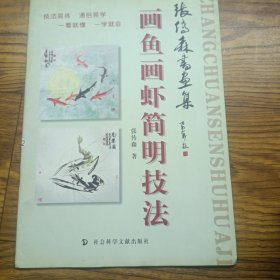 技法简练 通俗易学
一看就懂 一学就会
张传森书画集
画鱼画虾简明技法
张传森 著
ZHANGCHUANSENSHUHUAJI
社会科学文献出版社